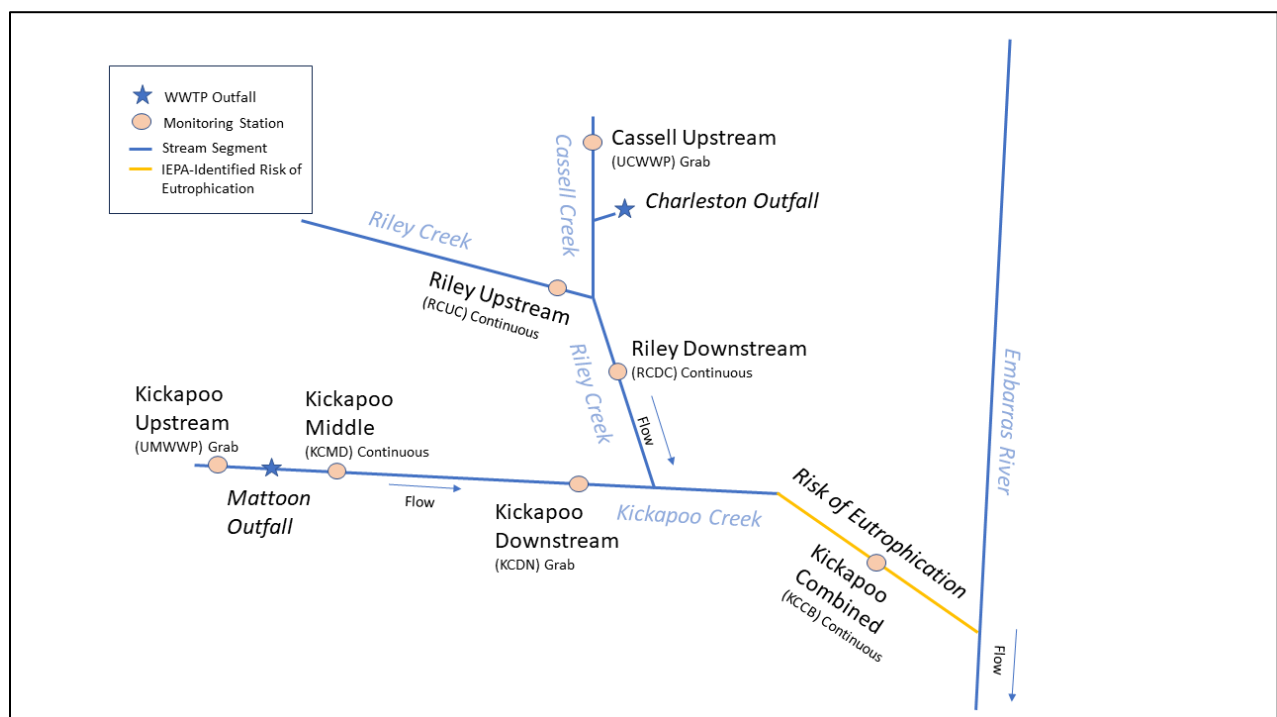 WWTP Outfall
Monitoring Station
Stream Segment
IEPA-Identified Risk of
Eutrophication
Cassell Upstream
(UCWWP) Grab
Cassell Creek
Charleston Outfall
Riley Creek
Riley Upstream
(RCUC) Continuous
Riley Downstream
(RCDC) Continuous
Riley Creek
Flow
Embarras River
Kickapoo
Upstream
(UMWWP) Grab
Kickapoo
Middle
(KCMD) Continuous
Mattoon
Outfall
Flow
Kickapoo
Downstream
(KCDN) Grab
Kickapoo Creek
Risk of Eutrophication
Kickapoo
Combined
(KCCB) Continuous
Flow